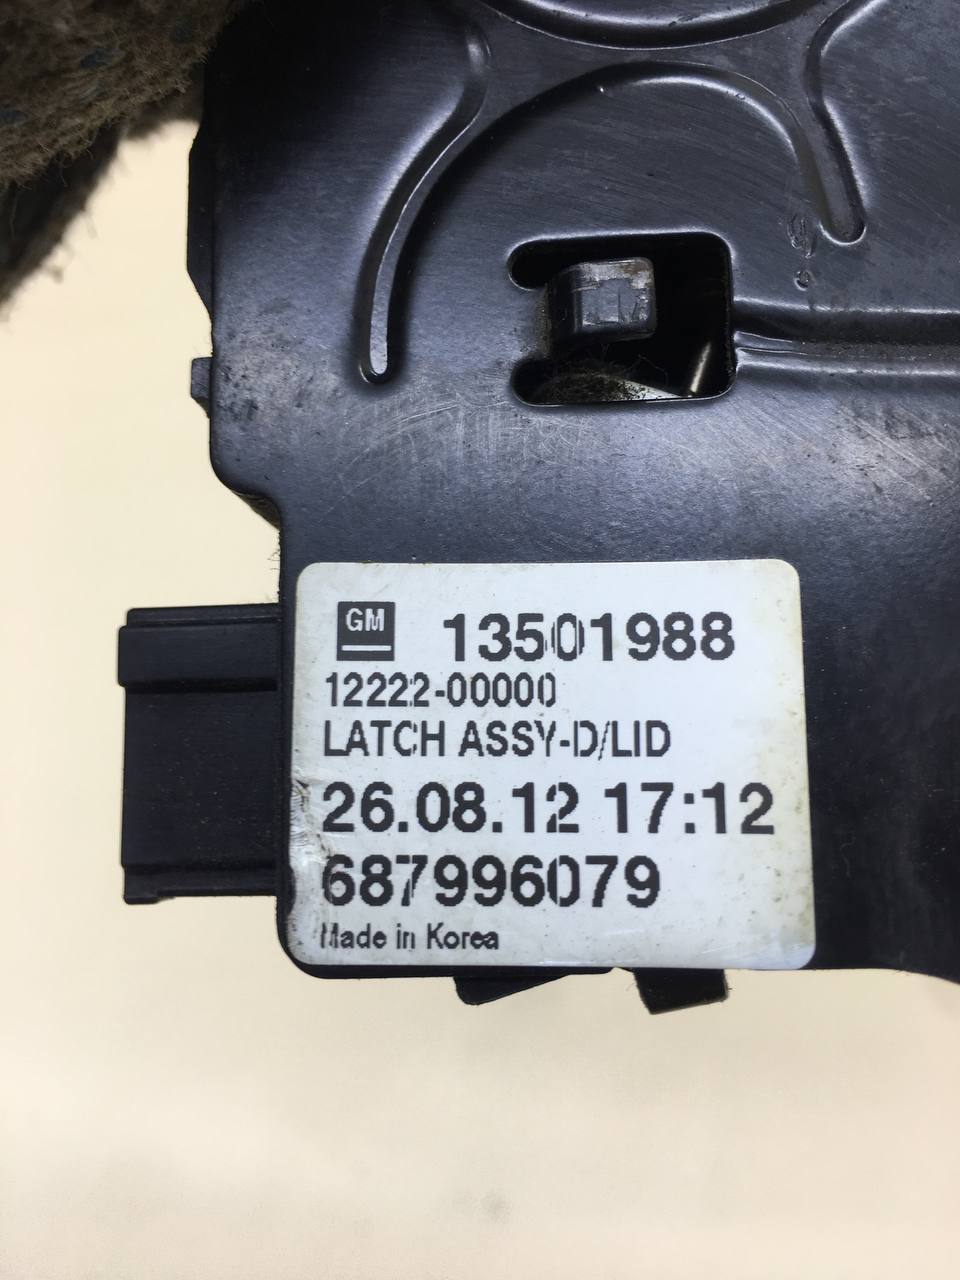 GM 13501988
12222-00000
LATCH ASSY-D/LID
26.08.12 17:12
687996079
Made in Korea